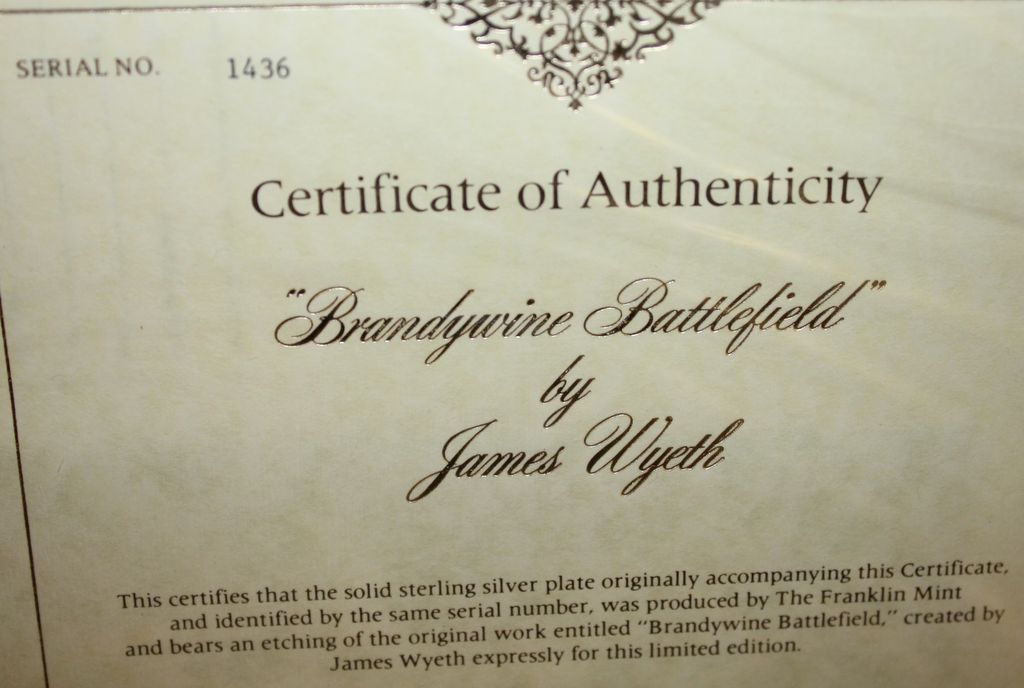 SERIAL NO. 1436
Certificate of Authenticity
"Brandywine Battlefield"
by
James Wyeth
This certifies that the solid sterling silver plate originally accompanying this Certificate,
and identified by the same serial number, was produced by The Franklin Mint
and bears an etching of the original work entitled "Brandywine Battlefield," created by
James Wyeth expressly for this limited edition.